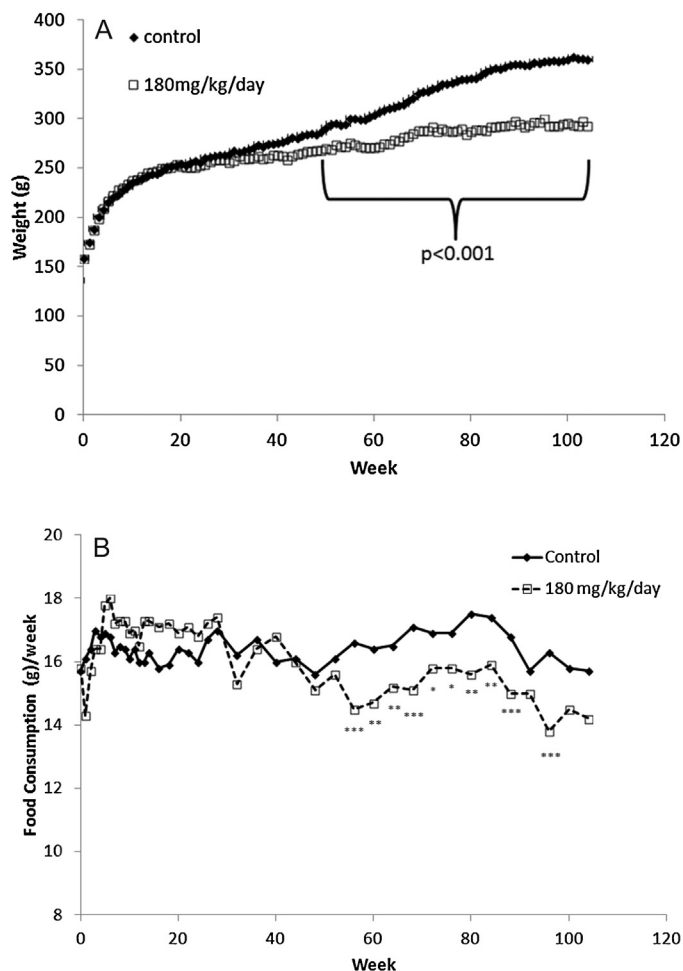 A
control
180mg/kg/day
400
350
300
250
200
150
100
50
0
Weight (g)
p<0.001
0 20 40 60 80 100 120
Week
B
Control
180 mg/kg/day
20
18
16
14
12
10
8
Food Consumption (g)/week
*** ** ** *** * * ** ** *** ***
0 20 40 60 80 100 120
Week